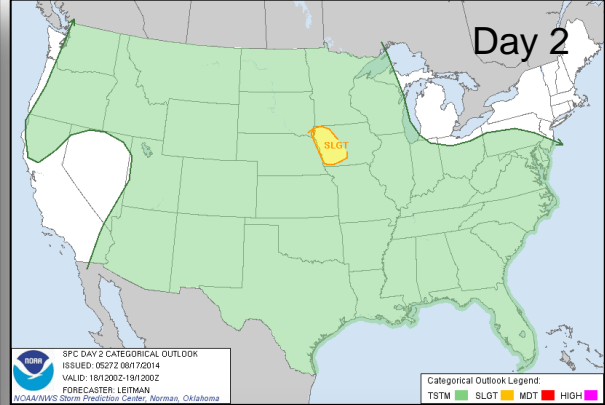 Day 2
SLGT
NOAA
SPC DAY 2 CATEGORICAL OUTLOOK
ISSUED: 0527Z 08/17/2014
VALID: 18/1200Z-19/1200Z
FORECASTER: LEITMAN
NOAA/NWS Storm Prediction Center, Norman, Oklahoma
Categorical Outlook Legend:
TSTM SLGT MDT HIGH